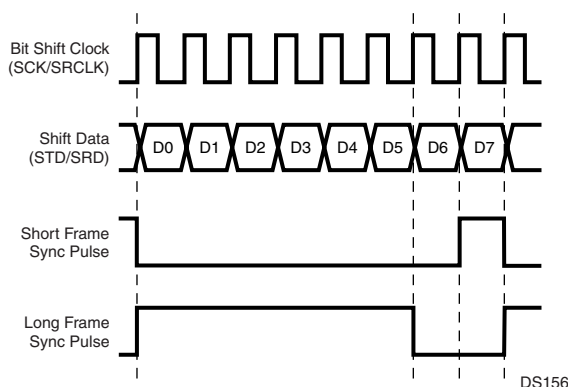 Bit Shift Clock
(SCK/SRCLK)
Shift Data
(STD/SRD)
D0 D1 D2 D3 D4 D5 D6 D7
Short Frame
Sync Pulse
Long Frame
Sync Pulse
DS156